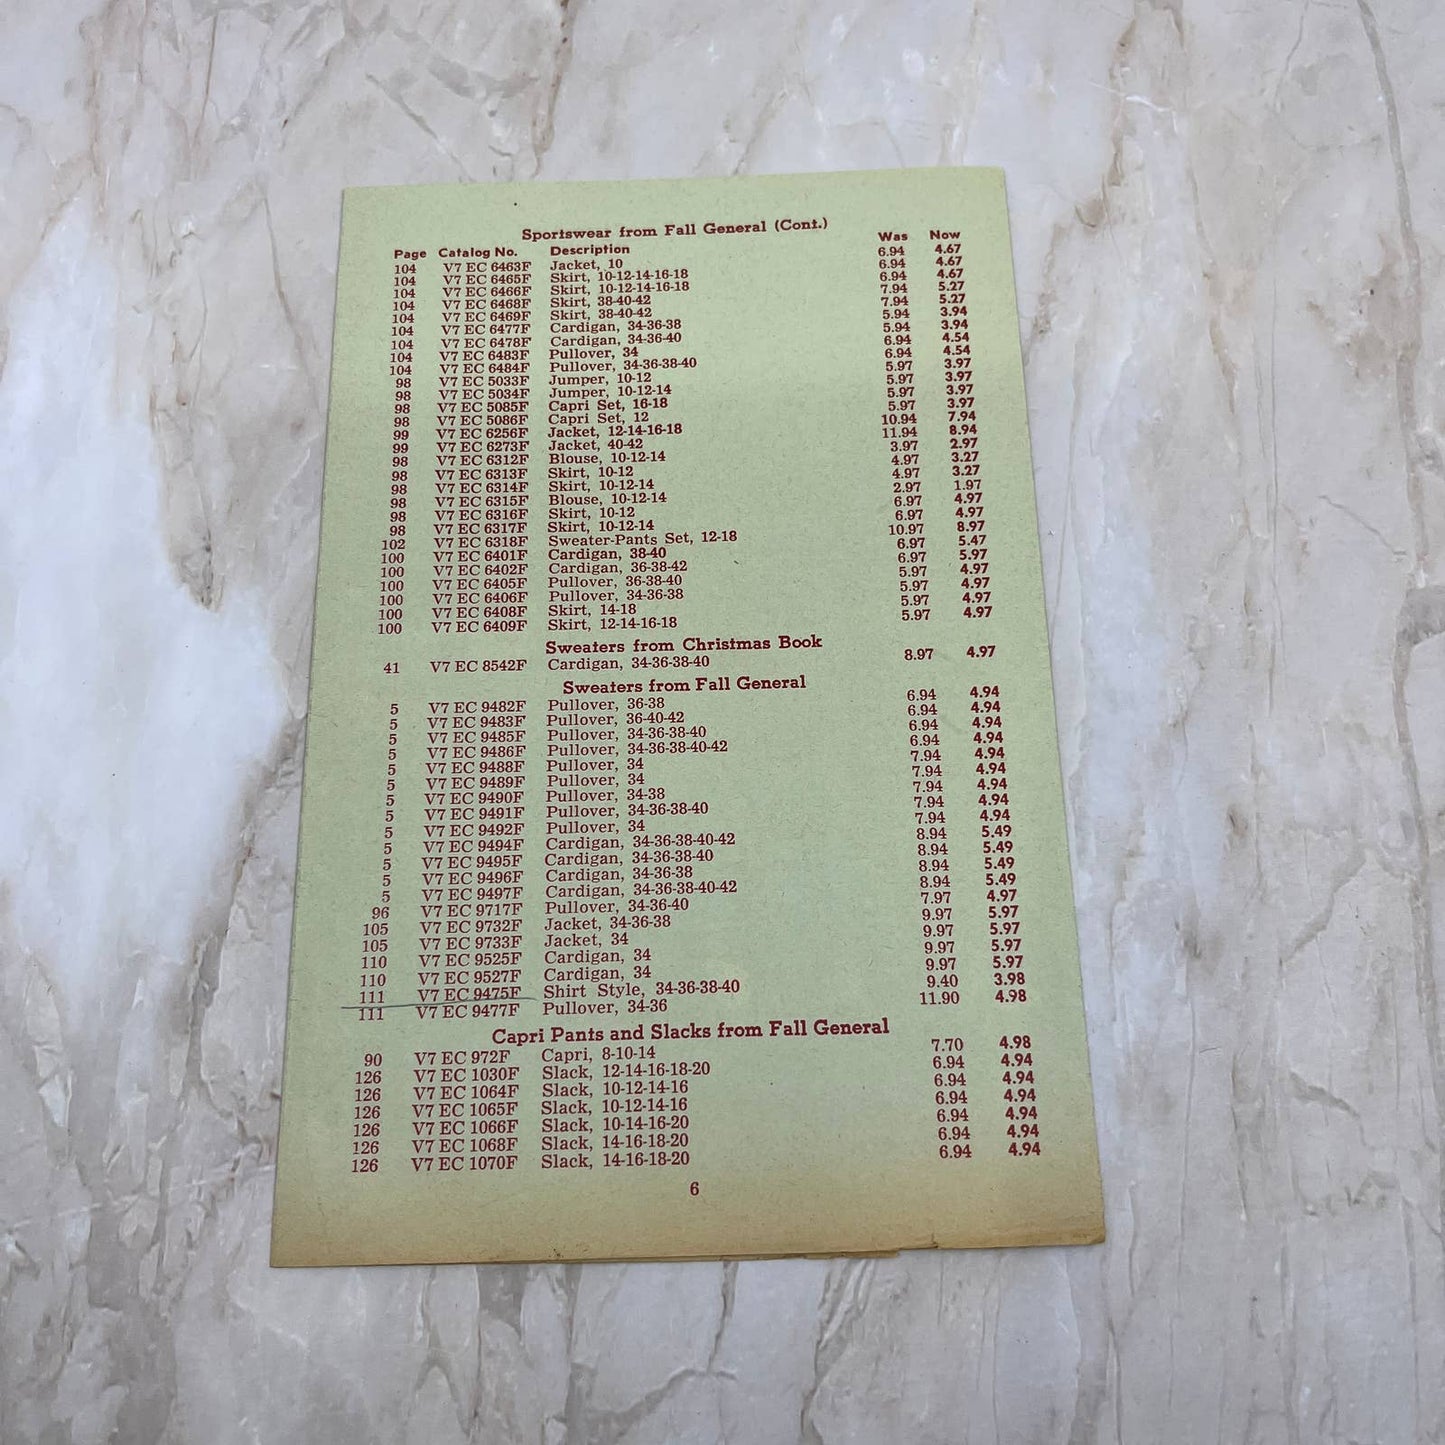 Sportswear from Fall General (Cont.)
Page Catalog No. Description Was Now
104 V7 EC 6463F Jacket, 10 6.94 4.67
104 V7 EC 6465F Skirt, 10-12-14-16-18 6.94 4.67
104 V7 EC 6466F Skirt, 10-12-14-16-18 6.94 4.67
104 V7 EC 6468F Skirt, 38-40-42 7.94 5.27
104 V7 EC 6469F Skirt, 38-40-42 7.94 5.27
104 V7 EC 6477F Cardigan, 34-36-38 5.94 3.94
104 V7 EC 6478F Cardigan, 34-36-40 5.94 3.94
104 V7 EC 6483F Pullover, 34 6.94 4.54
104 V7 EC 6484F Pullover, 34-36-38-40 6.94 4.54
98 V7 EC 5033F Jumper, 10-12 5.97 3.97
98 V7 EC 5034F Jumper, 10-12-14 5.97 3.97
98 V7 EC 5085F Capri Set, 16-18 5.97 3.97
98 V7 EC 5086F Capri Set, 12 5.97 3.97
99 V7 EC 6256F Jacket, 12-14-16-18 10.94 7.94
99 V7 EC 6273F Jacket, 40-42 11.94 8.94
98 V7 EC 6312F Blouse, 10-12-14 3.97 2.97
98 V7 EC 6313F Skirt, 10-12 4.97 3.27
98 V7 EC 6314F Skirt, 10-12-14 4.97 3.27
98 V7 EC 6315F Blouse, 10-12-14 2.97 1.97
98 V7 EC 6316F Skirt, 10-12 6.97 4.97
98 V7 EC 6317F Skirt, 10-12-14 6.97 4.97
102 V7 EC 6318F Sweater-Pants Set, 12-18 10.97 8.97
100 V7 EC 6401F Cardigan, 38-40 6.97 5.47
100 V7 EC 6402F Cardigan, 36-38-42 6.97 5.97
100 V7 EC 6405F Pullover, 36-38-40 5.97 4.97
100 V7 EC 6406F Pullover, 34-36-38 5.97 4.97
100 V7 EC 6408F Skirt, 14-18 5.97 4.97
100 V7 EC 6409F Skirt, 12-14-16-18 5.97 4.97
Sweaters from Christmas Book
41 V7 EC 8542F Cardigan, 34-36-38-40 8.97 4.97
Sweaters from Fall General
5 V7 EC 9482F Pullover, 36-38 6.94 4.94
5 V7 EC 9483F Pullover, 36-40-42 6.94 4.94
5 V7 EC 9485F Pullover, 34-36-38-40 6.94 4.94
5 V7 EC 9486F Pullover, 34-36-38-40-42 6.94 4.94
5 V7 EC 9488F Pullover, 34 7.94 4.94
5 V7 EC 9489F Pullover, 34 7.94 4.94
5 V7 EC 9490F Pullover, 34-38 7.94 4.94
5 V7 EC 9491F Pullover, 34-36-38-40 7.94 4.94
5 V7 EC 9492F Pullover, 34 7.94 4.94
5 V7 EC 9494F Cardigan, 34-36-38-40-42 8.94 5.49
5 V7 EC 9495F Cardigan, 34-36-38-40 8.94 5.49
5 V7 EC 9496F Cardigan, 34-36-38 8.94 5.49
5 V7 EC 9497F Cardigan, 34-36-38-40-42 8.94 5.49
96 V7 EC 9717F Pullover, 34-36-40 7.97 4.97
105 V7 EC 9732F Jacket, 34-36-38 9.97 5.97
105 V7 EC 9733F Jacket, 34 9.97 5.97
110 V7 EC 9525F Cardigan, 34 9.97 5.97
110 V7 EC 9527F Cardigan, 34 9.97 5.97
111 V7 EC 9475F Shirt Style, 34-36-38-40 9.40 3.98
111 V7 EC 9477F Pullover, 34-36 11.90 4.98
Capri Pants and Slacks from Fall General
90 V7 EC 972F Capri, 8-10-14 7.70 4.98
126 V7 EC 1030F Slack, 12-14-16-18-20 6.94 4.94
126 V7 EC 1064F Slack, 10-12-14-16 6.94 4.94
126 V7 EC 1065F Slack, 10-12-14-16 6.94 4.94
126 V7 EC 1066F Slack, 10-14-16-20 6.94 4.94
126 V7 EC 1068F Slack, 14-16-18-20 6.94 4.94
126 V7 EC 1070F Slack, 14-16-18-20 6.94 4.94
6